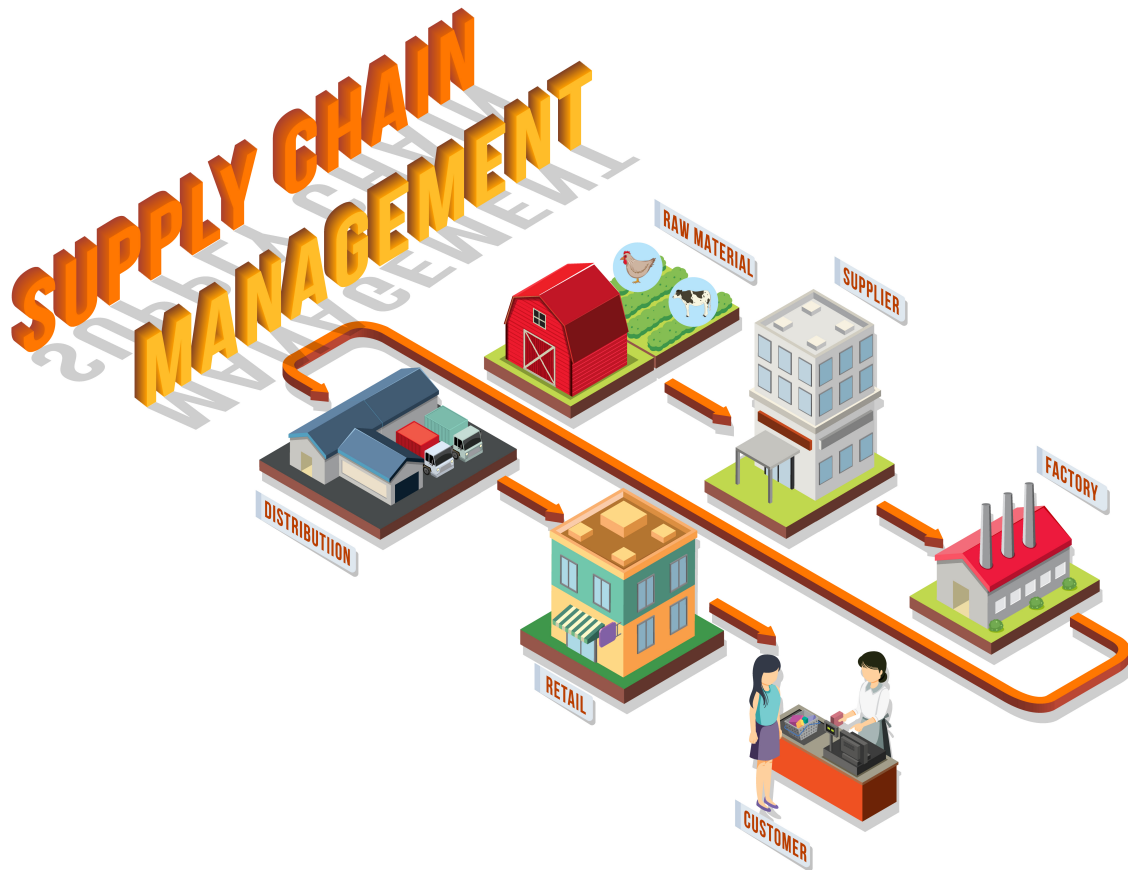 SUPPLY CHAIN
MANAGEMENT
RAW MATERIAL
SUPPLIER
FACTORY
DISTRIBUTIION
RETAIL
CUSTOMER